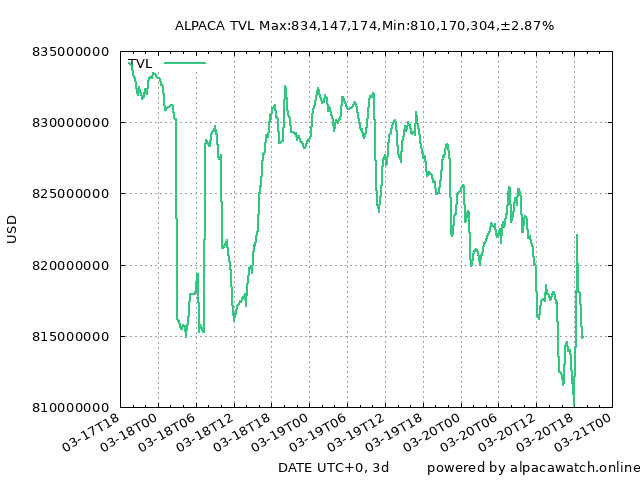 ALPACA TVL Max:834,147,174,Min:810,170,304,±2.87%
835000000
TVL
830000000
825000000
USD
820000000
815000000
810000000
03-17T18
03-18T00
03-18T06
03-18T12
03-18T18
03-19T00
03-19T06
03-19T12
03-19T18
03-20T00
03-20T06
03-20T12
03-20T18
03-21T00
DATE UTC+0, 3d
powered by alpacawatch.online